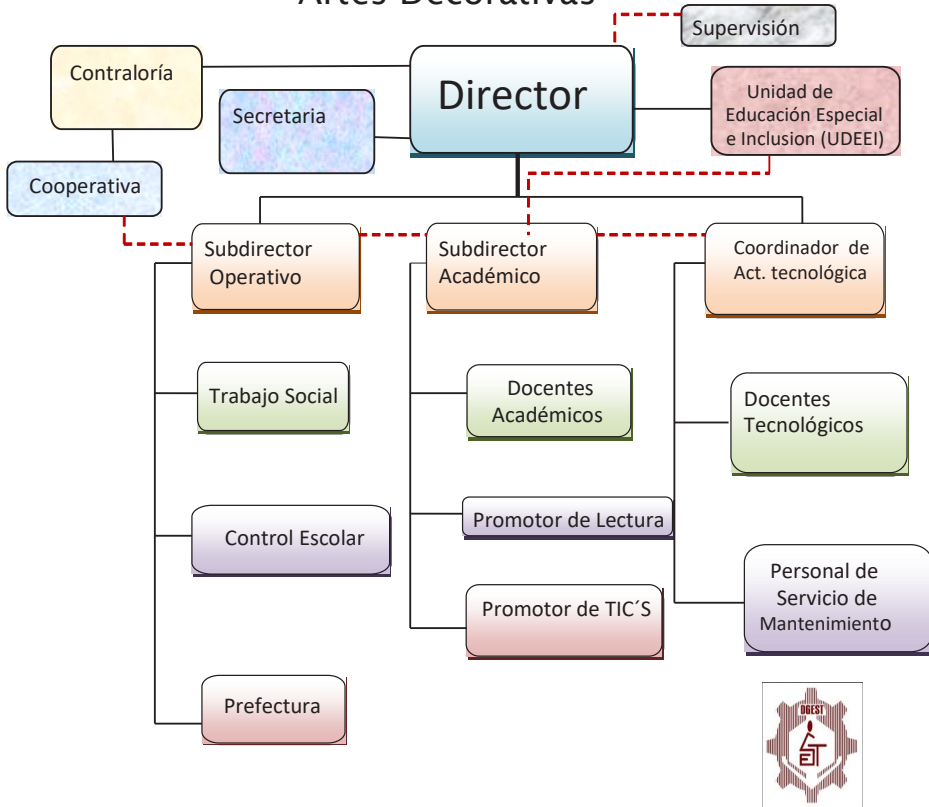 Artes Decorativas
Supervisión
Contraloría
Director
Secretaria
Unidad de
Educación Especial
e Inclusion (UDEEI)
Cooperativa
Subdirector
Operativo
Subdirector
Académico
Coordinador de
Act. tecnológica
Trabajo Social
Docentes
Académicos
Docentes
Tecnológicos
Control Escolar
Promotor de Lectura
Personal de
Servicio de
Mantenimiento
Promotor de TIC´S
Prefectura
DGEST